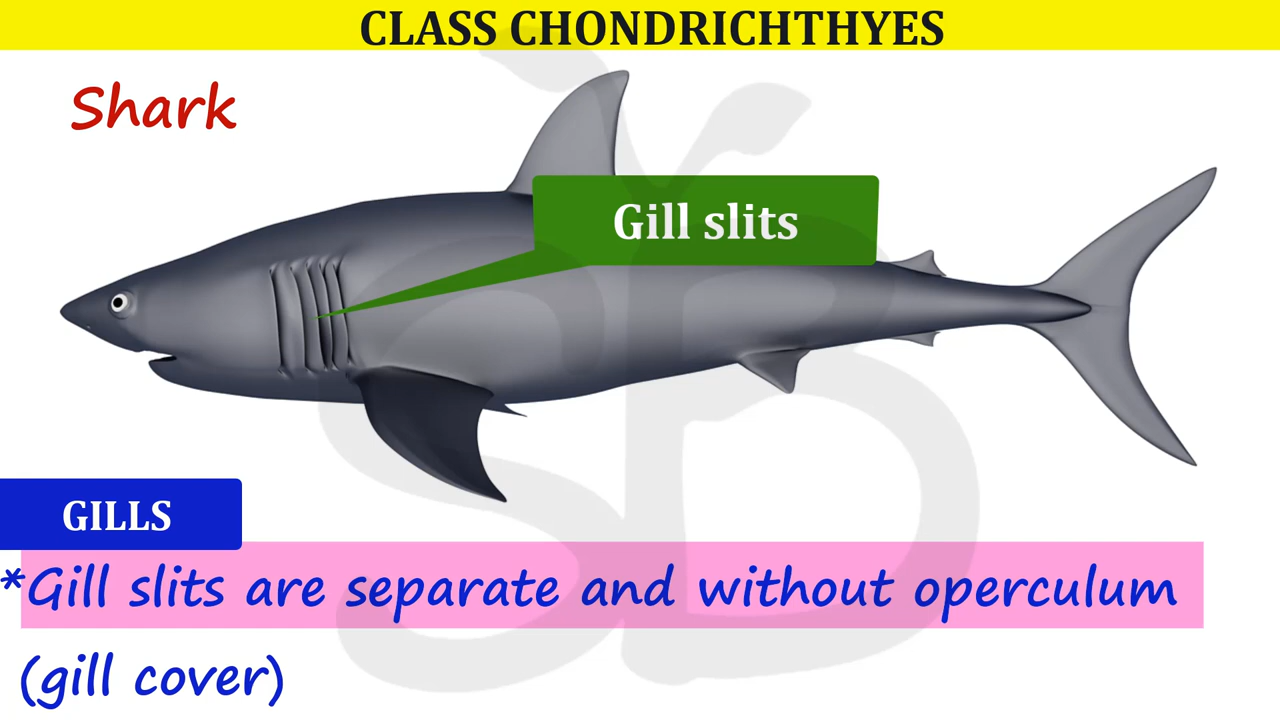 CLASS CHONDRICHTHYES
Shark
Gill slits
GILLS
*Gill slits are separate and without operculum
(gill cover)